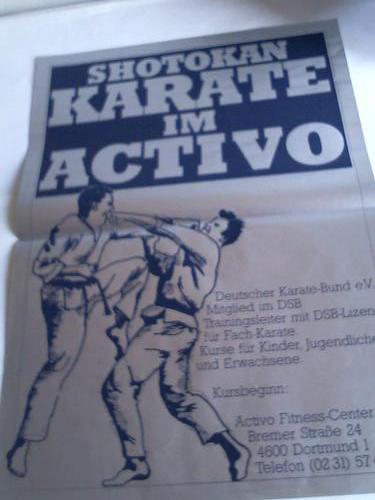 SHOTOKAN
KARATE
IM
ACTIVO
Deutscher Karate-Bund e.V.
Mitglied im DSB
Trainingsleiter mit DSB-Lizen
für Fach-Karate.
Kurse für Kinder, Jugendliche
und Erwachsene.
Kursbeginn:
Activo Fitness-Center
Bremer Straße 24
4600 Dortmund 1
Telefon (02 31) 57